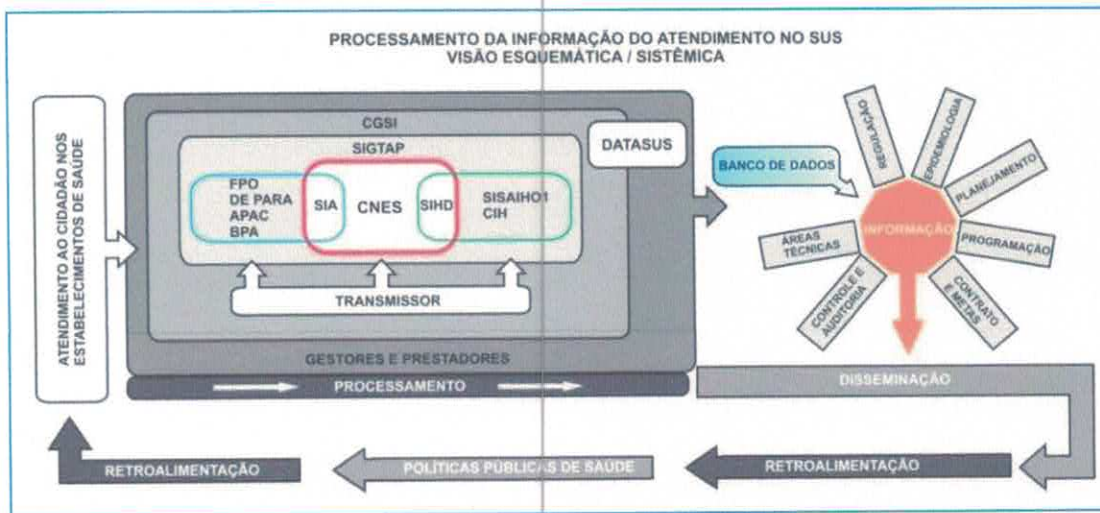 PROCESSAMENTO DA INFORMAÇÃO DO ATENDIMENTO NO SUS
VISÃO ESQUEMÁTICA / SISTÊMICA
ATENDIMENTO AO CIDADÃO NOS
ESTABELECIMENTOS DE SAÚDE
CGSI
SIGTAP
DATASUS
FPO
DE PARA
APAC
BPA
SIA
CNES
SIHD
SISAIHO1
CIH
TRANSMISSOR
GESTORES E PRESTADORES
PROCESSAMENTO
BANCO DE DADOS
REGULAÇÃO
EPIDEMIOLOGIA
PLANEJAMENTO
INFORMAÇÃO
ÁREAS
TÉCNICAS
PROGRAMAÇÃO
CONTROLE E
AUDITORIA
CONTRATO
E METAS
DISSEMINAÇÃO
RETROALIMENTAÇÃO
POLÍTICAS PÚBLICAS DE SAÚDE
RETROALIMENTAÇÃO